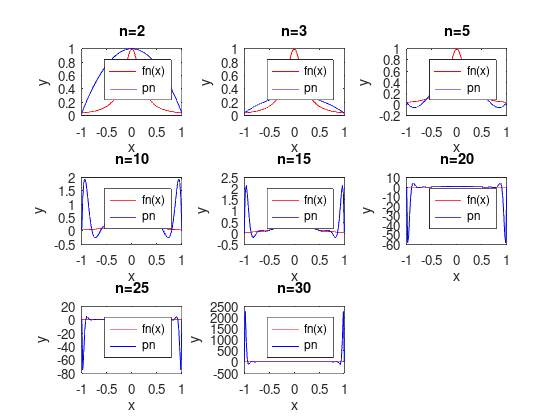 n=2
1
0.8
0.6
0.4
0.2
0
y
fn(x)
pn
-1 -0.5 0 0.5 1
x
n=3
1
0.8
0.6
0.4
0.2
0
y
fn(x)
pn
-1 -0.5 0 0.5 1
x
n=5
1
0.8
0.6
0.4
0.2
0
-0.2
y
fn(x)
pn
-1 -0.5 0 0.5 1
x
n=10
2
1.5
1
0.5
0
-0.5
y
fn(x)
pn
-1 -0.5 0 0.5 1
x
n=15
2.5
2
1.5
1
0.5
0
-0.5
y
fn(x)
pn
-1 -0.5 0 0.5 1
x
n=20
10
0
-10
-20
-30
-40
-50
-60
y
fn(x)
pn
-1 -0.5 0 0.5 1
x
n=25
20
0
-20
-40
-60
-80
y
fn(x)
pn
-1 -0.5 0 0.5 1
x
n=30
2500
2000
1500
1000
500
0
-500
y
fn(x)
pn
-1 -0.5 0 0.5 1
x